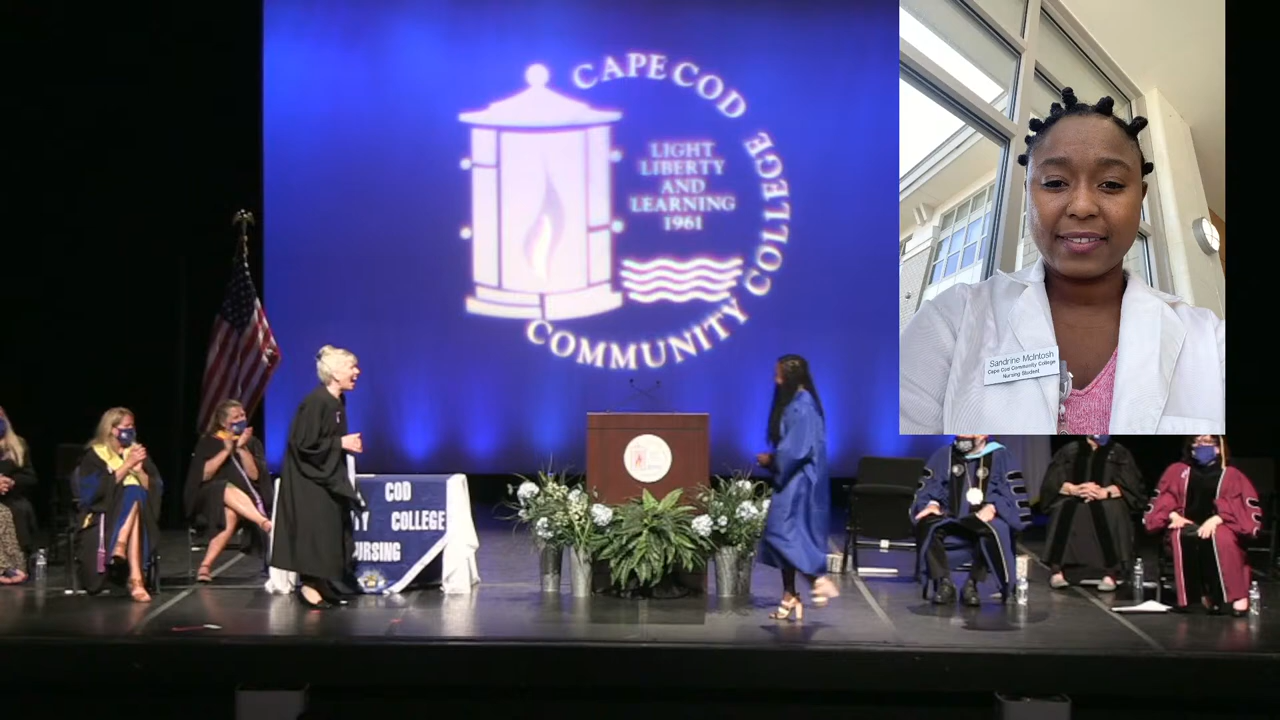 CAPE COD COMMUNITY COLLEGE
LIGHT
LIBERTY
AND
LEARNING
1961
COD
COLLEGE
Sandrine McIntosh
Cape Cod Community College
Nursing Student